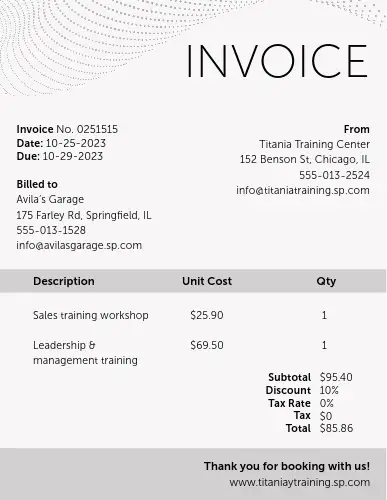 INVOICE
Invoice No. 0251515
Date: 10-25-2023
Due: 10-29-2023
From
Titania Training Center
152 Benson St, Chicago, IL
555-013-2524
info@titaniatraining.sp.com
Billed to
Avila's Garage
175 Farley Rd, Springfield, IL
555-013-1528
info@avilasgarage.sp.com
Description Unit Cost Qty
Sales training workshop $25.90 1
Leadership & $69.50 1
management training
Subtotal $95.40
Discount 10%
Tax Rate 0%
Tax $0
Total $85.86
Thank you for booking with us!
www.titaniaytraining.sp.com